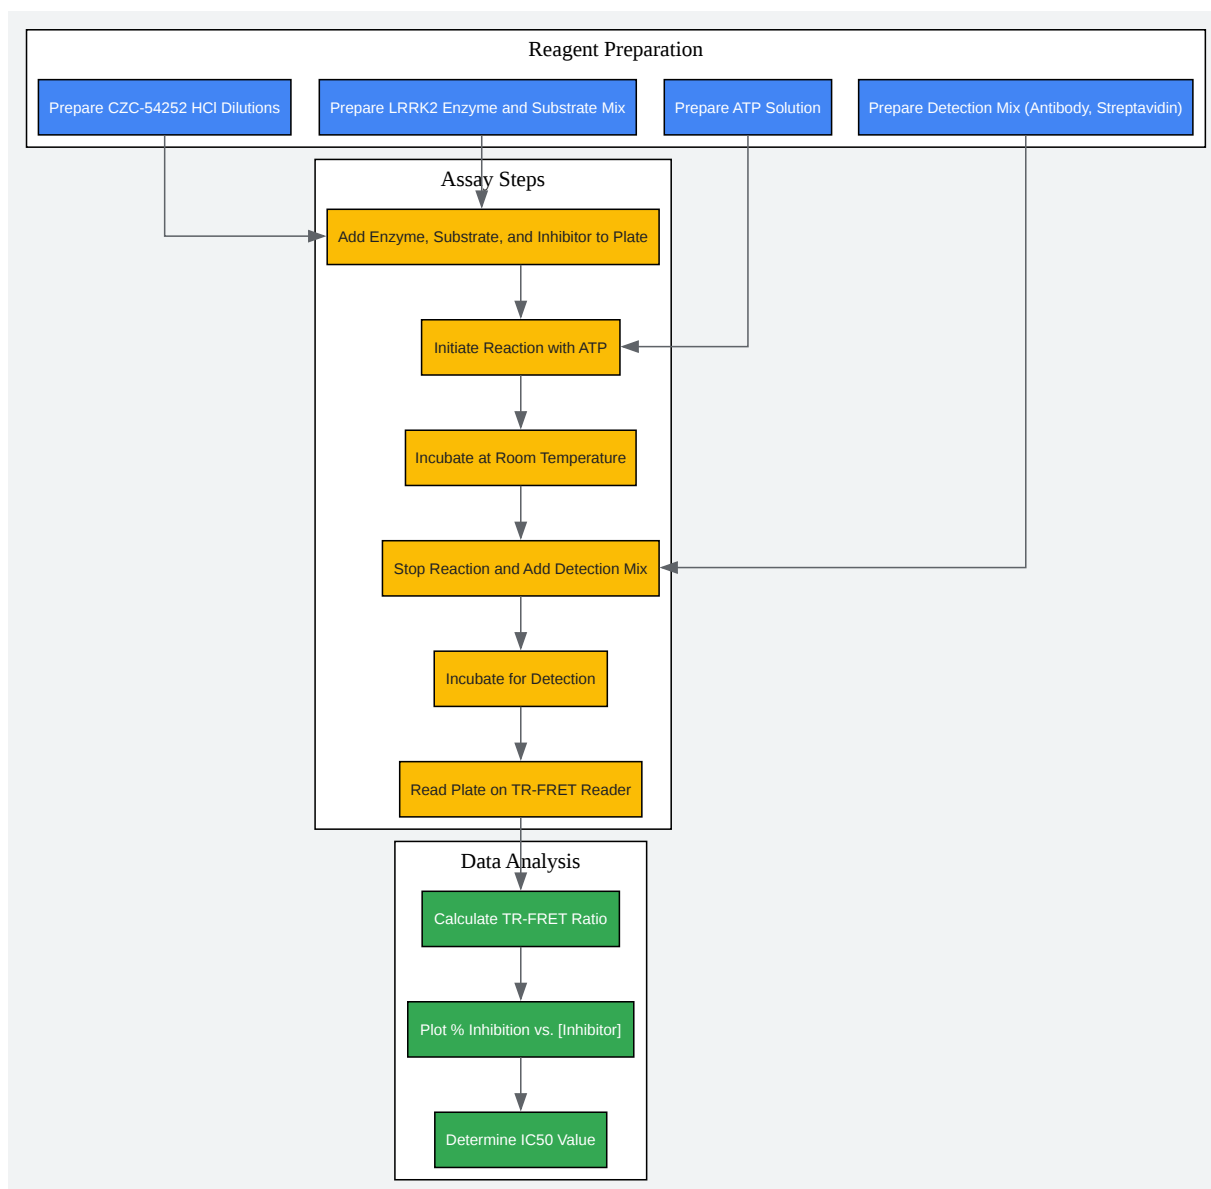 Reagent Preparation
Prepare CZC-54252 HCl Dilutions
Prepare LRRK2 Enzyme and Substrate Mix
Prepare ATP Solution
Prepare Detection Mix (Antibody, Streptavidin)
Assay Steps
Add Enzyme, Substrate, and Inhibitor to Plate
Initiate Reaction with ATP
Incubate at Room Temperature
Stop Reaction and Add Detection Mix
Incubate for Detection
Read Plate on TR-FRET Reader
Data Analysis
Calculate TR-FRET Ratio
Plot % Inhibition vs. [Inhibitor]
Determine IC50 Value